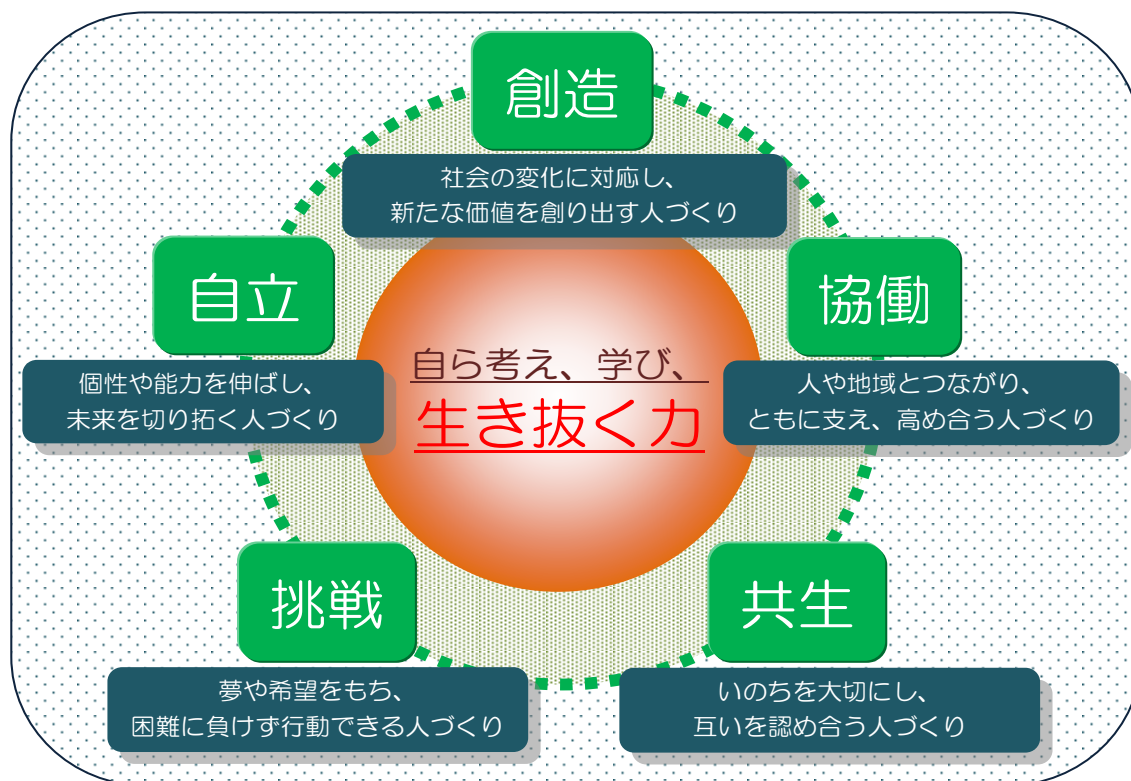 創造
社会の変化に対応し、
新たな価値を創り出す人づくり
自立
個性や能力を伸ばし、
未来を切り拓く人づくり
協働
人や地域とつながり、
ともに支え、高め合う人づくり
自ら考え、学び、
生き抜く力
挑戦
夢や希望をもち、
困難に負けず行動できる人づくり
共生
いのちを大切にし、
互いを認め合う人づくり